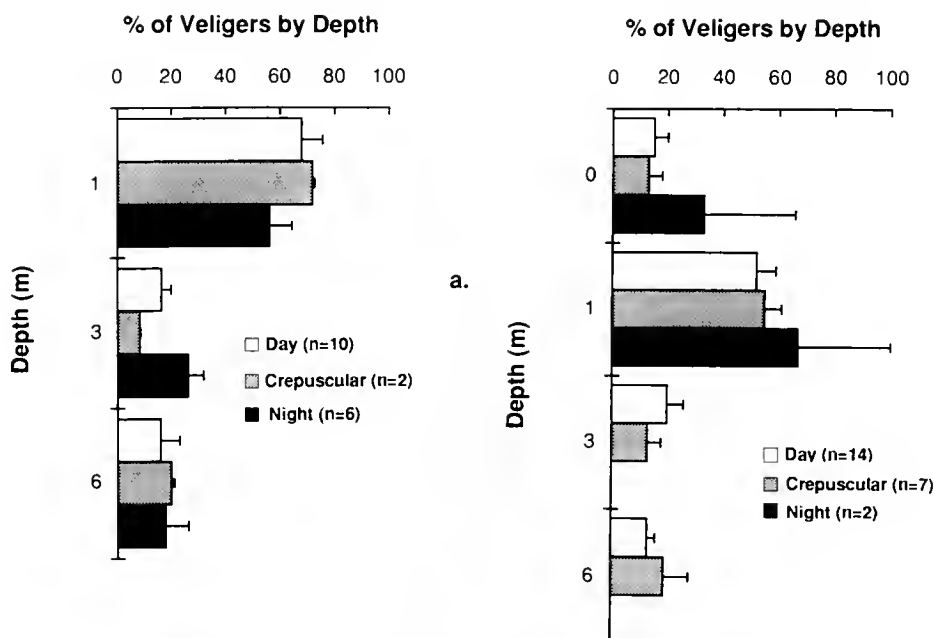 % of Veligers by Depth
0 20 40 60 80 100
Depth (m)
1
3
6
Day (n=10)
Crepuscular (n=2)
Night (n=6)
a.
% of Veligers by Depth
0 20 40 60 80 100
Depth (m)
0
1
3
6
Day (n=14)
Crepuscular (n=7)
Night (n=2)